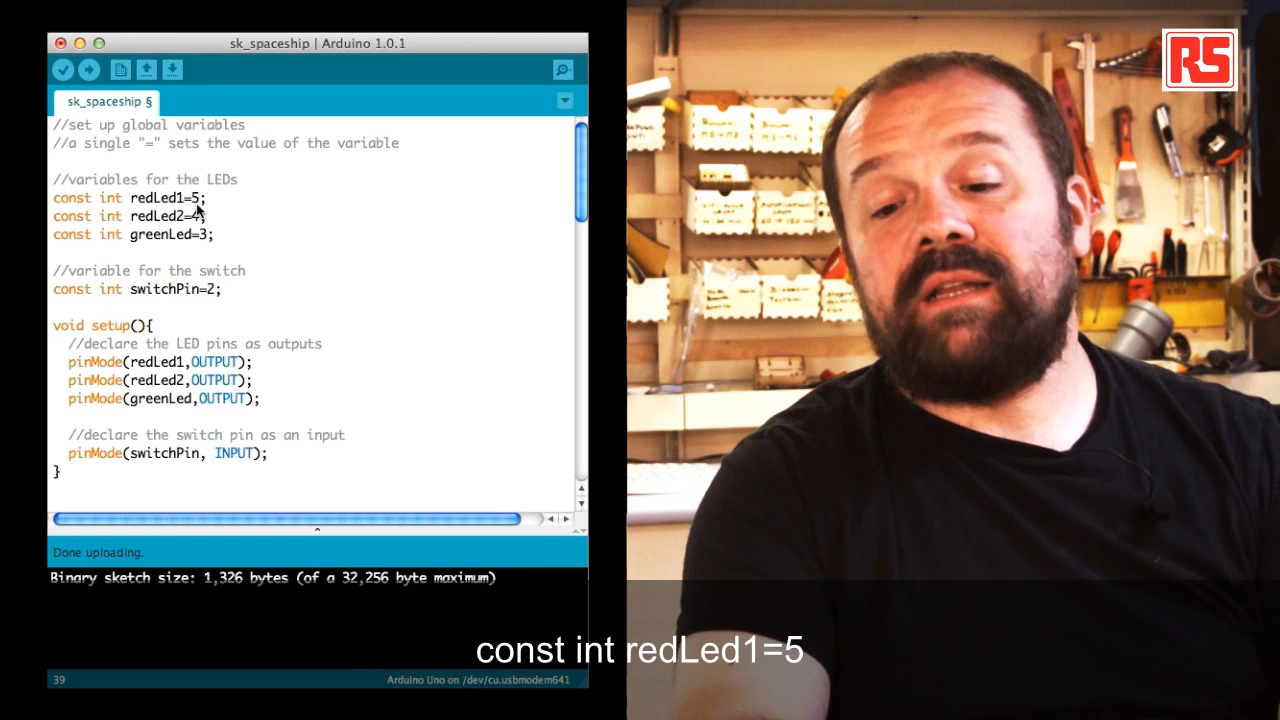 sk_spaceship | Arduino 1.0.1
sk_spaceship §
//set up global variables
//a single "=" sets the value of the variable
//variables for the LEDs
const int redLed1=5;
const int redLed2=4;
const int greenLed=3;
//variable for the switch
const int switchPin=2;
void setup(){
//declare the LED pins as outputs
pinMode(redLed1,OUTPUT);
pinMode(redLed2,OUTPUT);
pinMode(greenLed,OUTPUT);
//declare the switch pin as an input
pinMode(switchPin, INPUT);
}
Done uploading.
Binary sketch size: 1,326 bytes (of a 32,256 byte maximum)
39
Arduino Uno on /dev/cu.usbmodem641
RS
const int redLed1=5